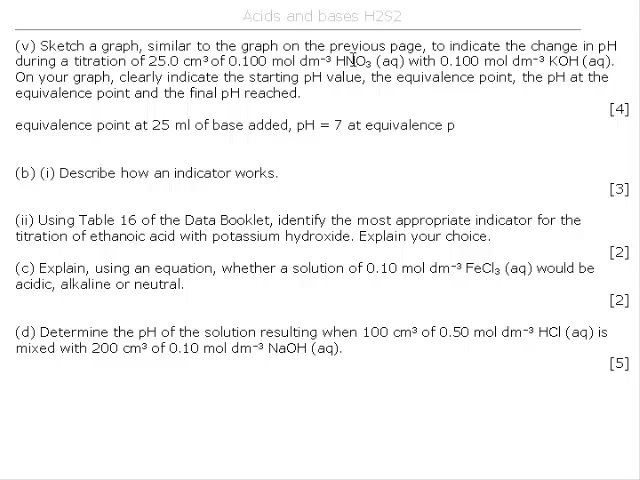 Acids and bases H2S2
(v) Sketch a graph, similar to the graph on the previous page, to indicate the change in pH
during a titration of 25.0 cm³ of 0.100 mol dm⁻³ HNO₃ (aq) with 0.100 mol dm⁻³ KOH (aq).
On your graph, clearly indicate the starting pH value, the equivalence point, the pH at the
equivalence point and the final pH reached.
[4]
equivalence point at 25 ml of base added, pH = 7 at equivalence p
(b) (i) Describe how an indicator works.
[3]
(ii) Using Table 16 of the Data Booklet, identify the most appropriate indicator for the
titration of ethanoic acid with potassium hydroxide. Explain your choice.
[2]
(c) Explain, using an equation, whether a solution of 0.10 mol dm⁻³ FeCl₃ (aq) would be
acidic, alkaline or neutral.
[2]
(d) Determine the pH of the solution resulting when 100 cm³ of 0.50 mol dm⁻³ HCl (aq) is
mixed with 200 cm³ of 0.10 mol dm⁻³ NaOH (aq).
[5]